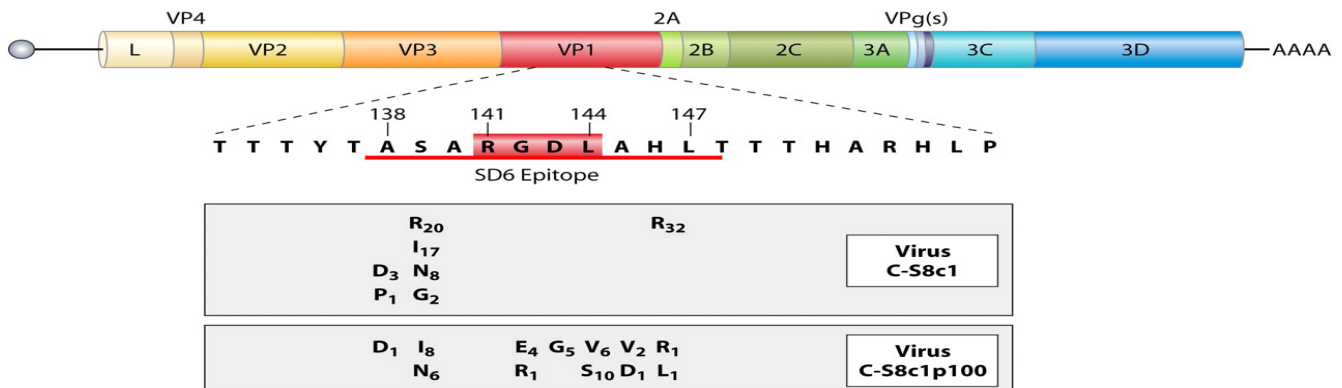 VP4 2A VPg(s)
L VP2 VP3 VP1 2B 2C 3A 3C 3D AAAA
138 141 144 147
T T T Y T A S A R G D L A H L T T T H A R H L P
SD6 Epitope
R20 R32
I17
D3 N8
P1 G2
Virus
C-S8c1
D1 I8 E4 G5 V6 V2 R1
N6 R1 S10 D1 L1
Virus
C-S8c1p100